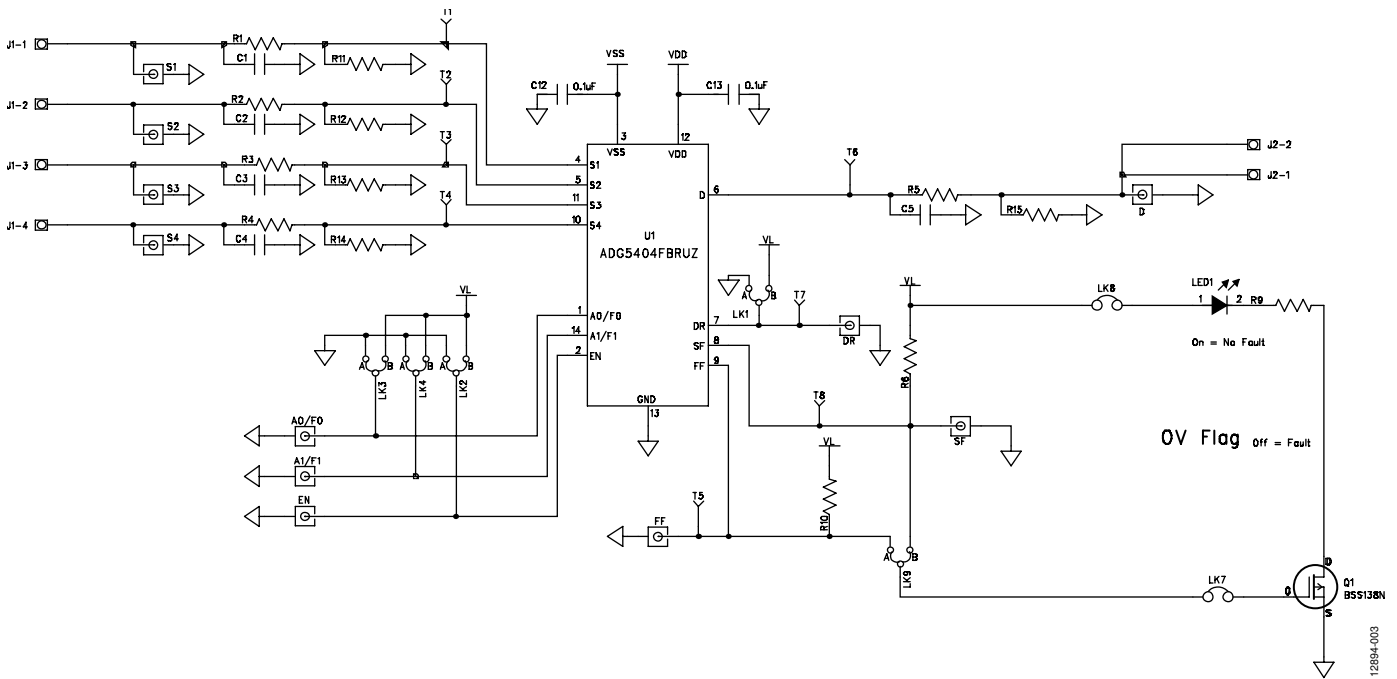 T1
J1-1
R1
C1
R11
S1
VSS
VDD
T2
C12
0.1uF
C13
0.1uF
J1-2
R2
C2
R12
S2
3
VSS
12
VDD
T3
J1-3
R3
C3
R13
S3
4
S1
5
S2
11
S3
10
S4
T4
J1-4
R4
C4
R14
S4
T6
6
D
R5
C5
R15
D
J2-2
J2-1
U1
ADG5404FBRUZ
VL
A
B
LK1
T7
7
DR
DR
8
SF
9
FF
VL
LK8
LED1
1
2
R9
On = No Fault
R6
VL
1
A0/F0
14
A1/F1
2
EN
A
B
A
B
A
B
LK3
LK4
LK2
GND
13
T8
SF
OV Flag
Off = Fault
A0/F0
A1/F1
EN
VL
R10
T5
FF
A
B
LK9
LK7
D
G
S
Q1
BSS138N
12894-003